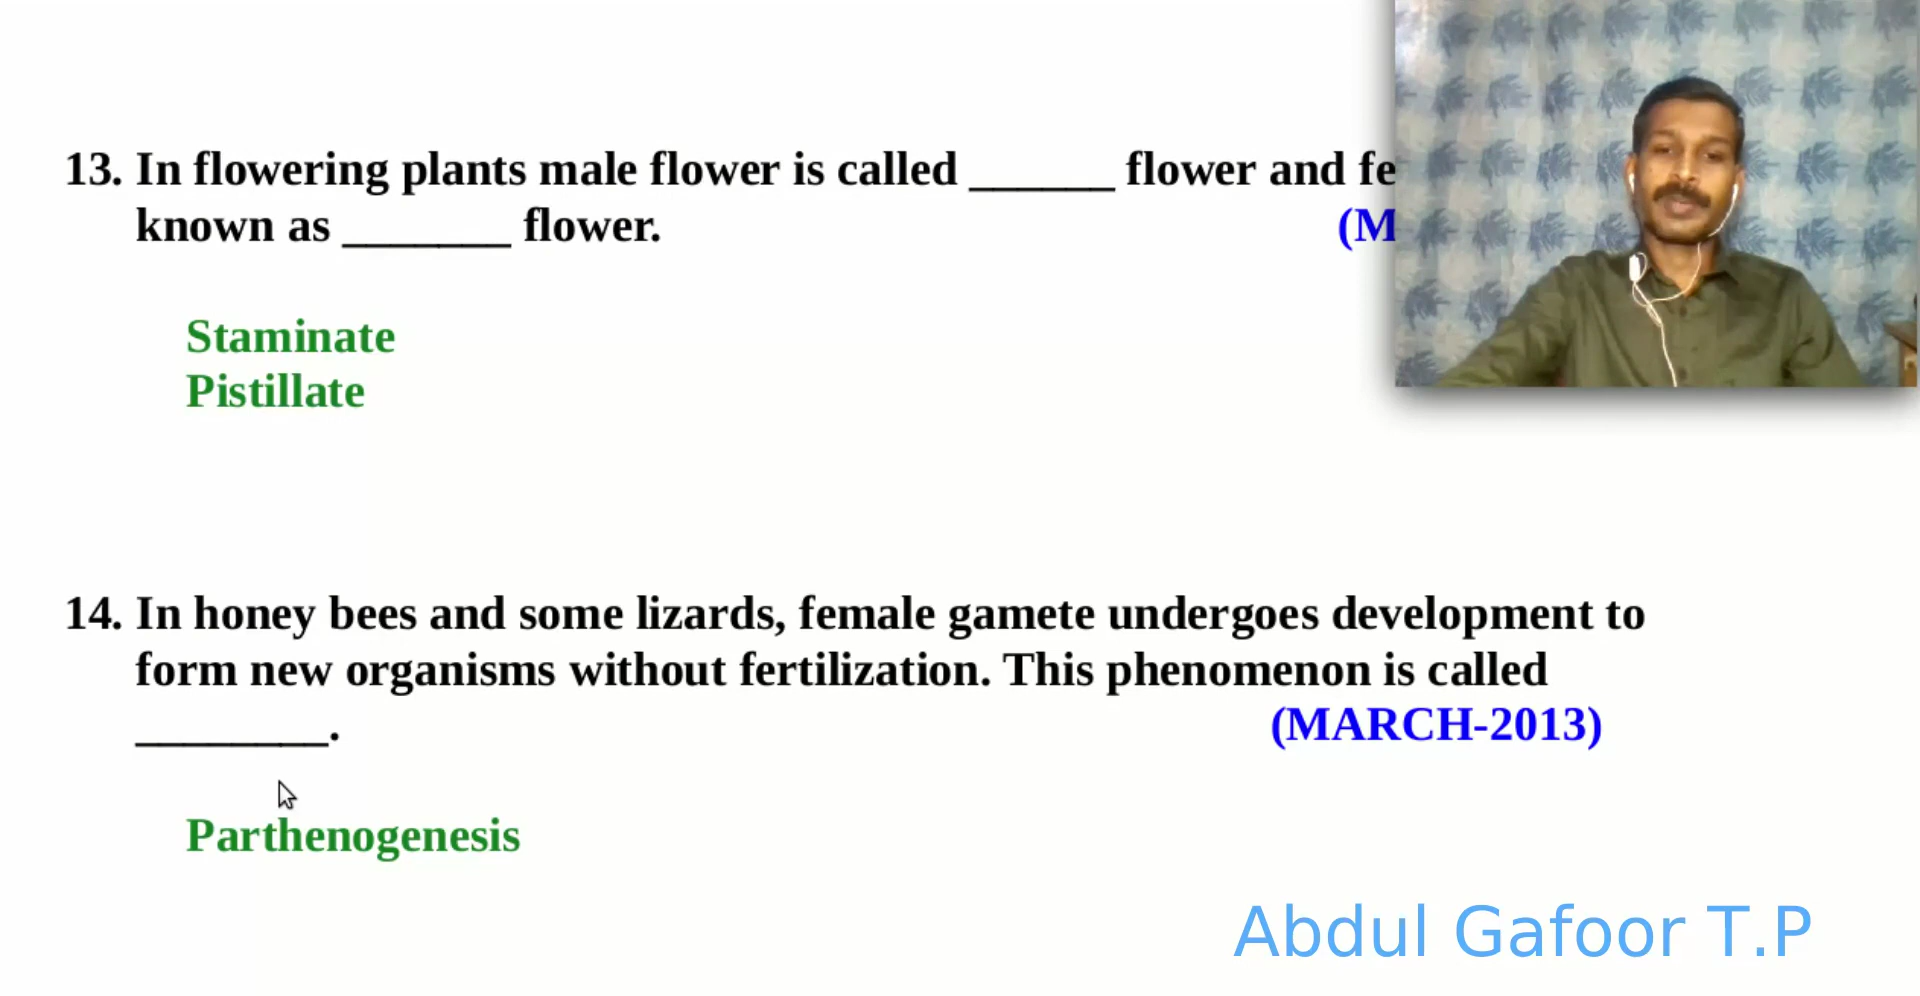 13. In flowering plants male flower is called ______ flower and fe
known as _______ flower.
(M
Staminate
Pistillate
14. In honey bees and some lizards, female gamete undergoes development to
form new organisms without fertilization. This phenomenon is called
________.
(MARCH-2013)
Parthenogenesis
Abdul Gafoor T.P